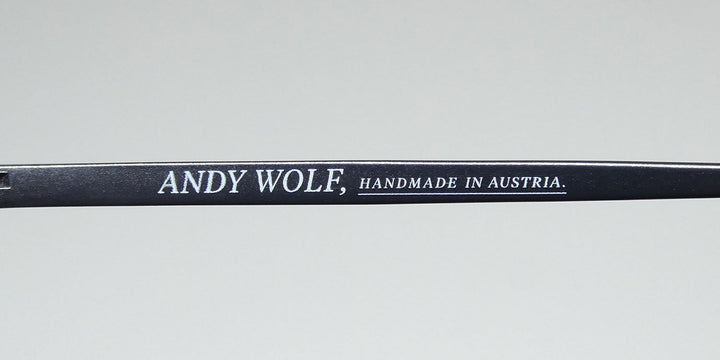 ANDY WOLF, HANDMADE IN AUSTRIA.